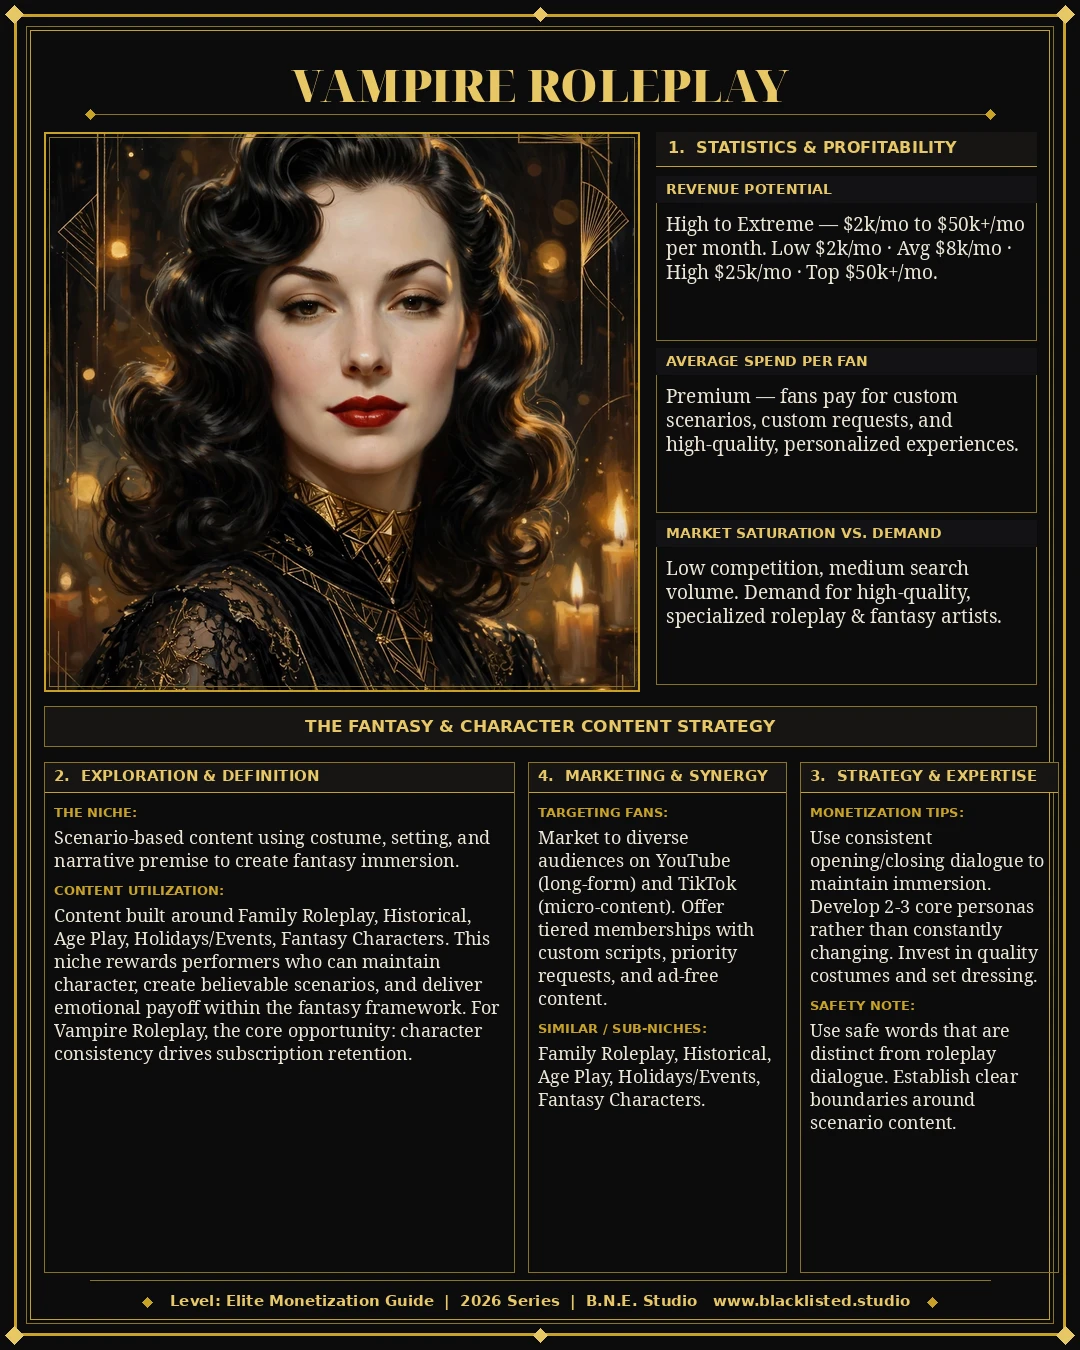 VAMPIRE ROLEPLAY
1. STATISTICS & PROFITABILITY
REVENUE POTENTIAL
High to Extreme — $2k/mo to $50k+/mo
per month. Low $2k/mo · Avg $8k/mo ·
High $25k/mo · Top $50k+/mo.
AVERAGE SPEND PER FAN
Premium — fans pay for custom
scenarios, custom requests, and
high-quality, personalized experiences.
MARKET SATURATION VS. DEMAND
Low competition, medium search
volume. Demand for high-quality,
specialized roleplay & fantasy artists.
THE FANTASY & CHARACTER CONTENT STRATEGY
2. EXPLORATION & DEFINITION
THE NICHE:
Scenario-based content using costume, setting, and
narrative premise to create fantasy immersion.
CONTENT UTILIZATION:
Content built around Family Roleplay, Historical,
Age Play, Holidays/Events, Fantasy Characters. This
niche rewards performers who can maintain
character, create believable scenarios, and deliver
emotional payoff within the fantasy framework. For
Vampire Roleplay, the core opportunity: character
consistency drives subscription retention.
4. MARKETING & SYNERGY
TARGETING FANS:
Market to diverse
audiences on YouTube
(long-form) and TikTok
(micro-content). Offer
tiered memberships with
custom scripts, priority
requests, and ad-free
content.
SIMILAR / SUB-NICHES:
Family Roleplay, Historical,
Age Play, Holidays/Events,
Fantasy Characters.
3. STRATEGY & EXPERTISE
MONETIZATION TIPS:
Use consistent
opening/closing dialogue to
maintain immersion.
Develop 2-3 core personas
rather than constantly
changing. Invest in quality
costumes and set dressing.
SAFETY NOTE:
Use safe words that are
distinct from roleplay
dialogue. Establish clear
boundaries around
scenario content.
Level: Elite Monetization Guide | 2026 Series | B.N.E. Studio www.blacklisted.studio